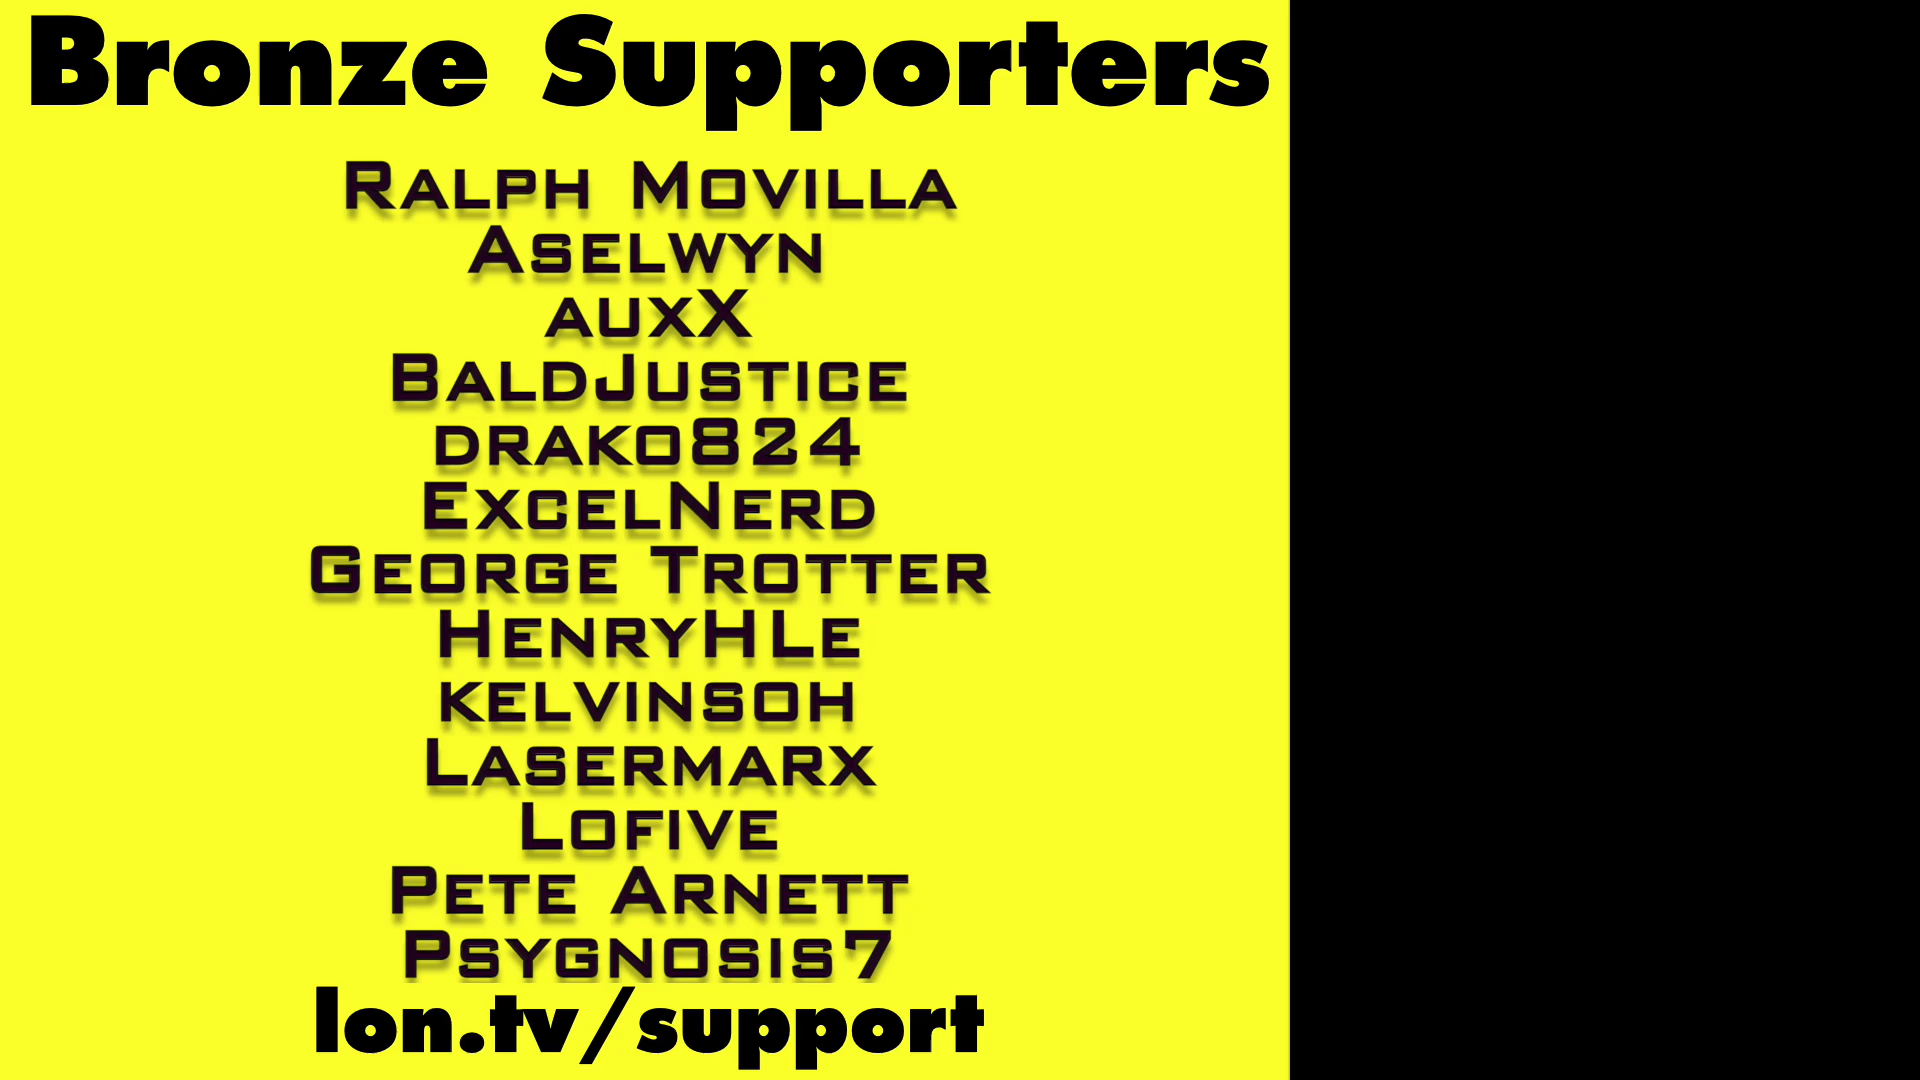 Bronze Supporters
Ralph Movilla
Aselwyn
auxX
BaldJustice
drako824
ExcelNerd
George Trotter
HenryHLe
kelvinsoh
Lasermarx
Lofive
Pete Arnett
Psygnosis7
lon.tv/support